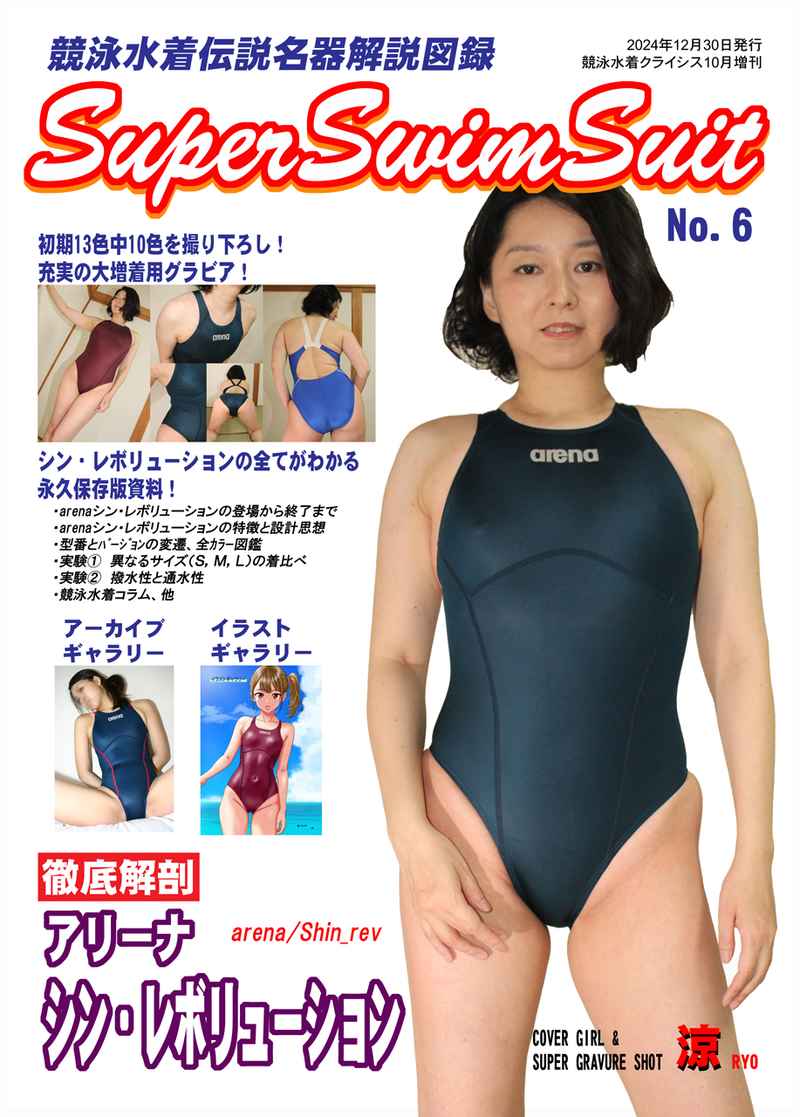 競泳水着伝説名器解説図録
2024年12月30日発行
競泳水着クライシス10月増刊
SuperSwimSuit
No. 6
初期13色中10色を撮り下ろし！
充実の大増着用グラビア！
arena
シン・レボリューションの全てがわかる
永久保存版資料！
・arenaシン・レボリューションの登場から終了まで
・arenaシン・レボリューションの特徴と設計思想
・型番とﾊﾞｰｼﾞｮﾝの変遷、全ｶﾗｰ図鑑
・実験① 異なるサイズ(S, M, L)の着比べ
・実験② 撥水性と通水性
・競泳水着コラム、他
arena
アーカイブ
ギャラリー
イラスト
ギャラリー
arena
徹底解剖
アリーナ
arena/Shin_rev
シン・レボリューション
COVER GIRL &
SUPER GRAVURE SHOT 涼 RYO